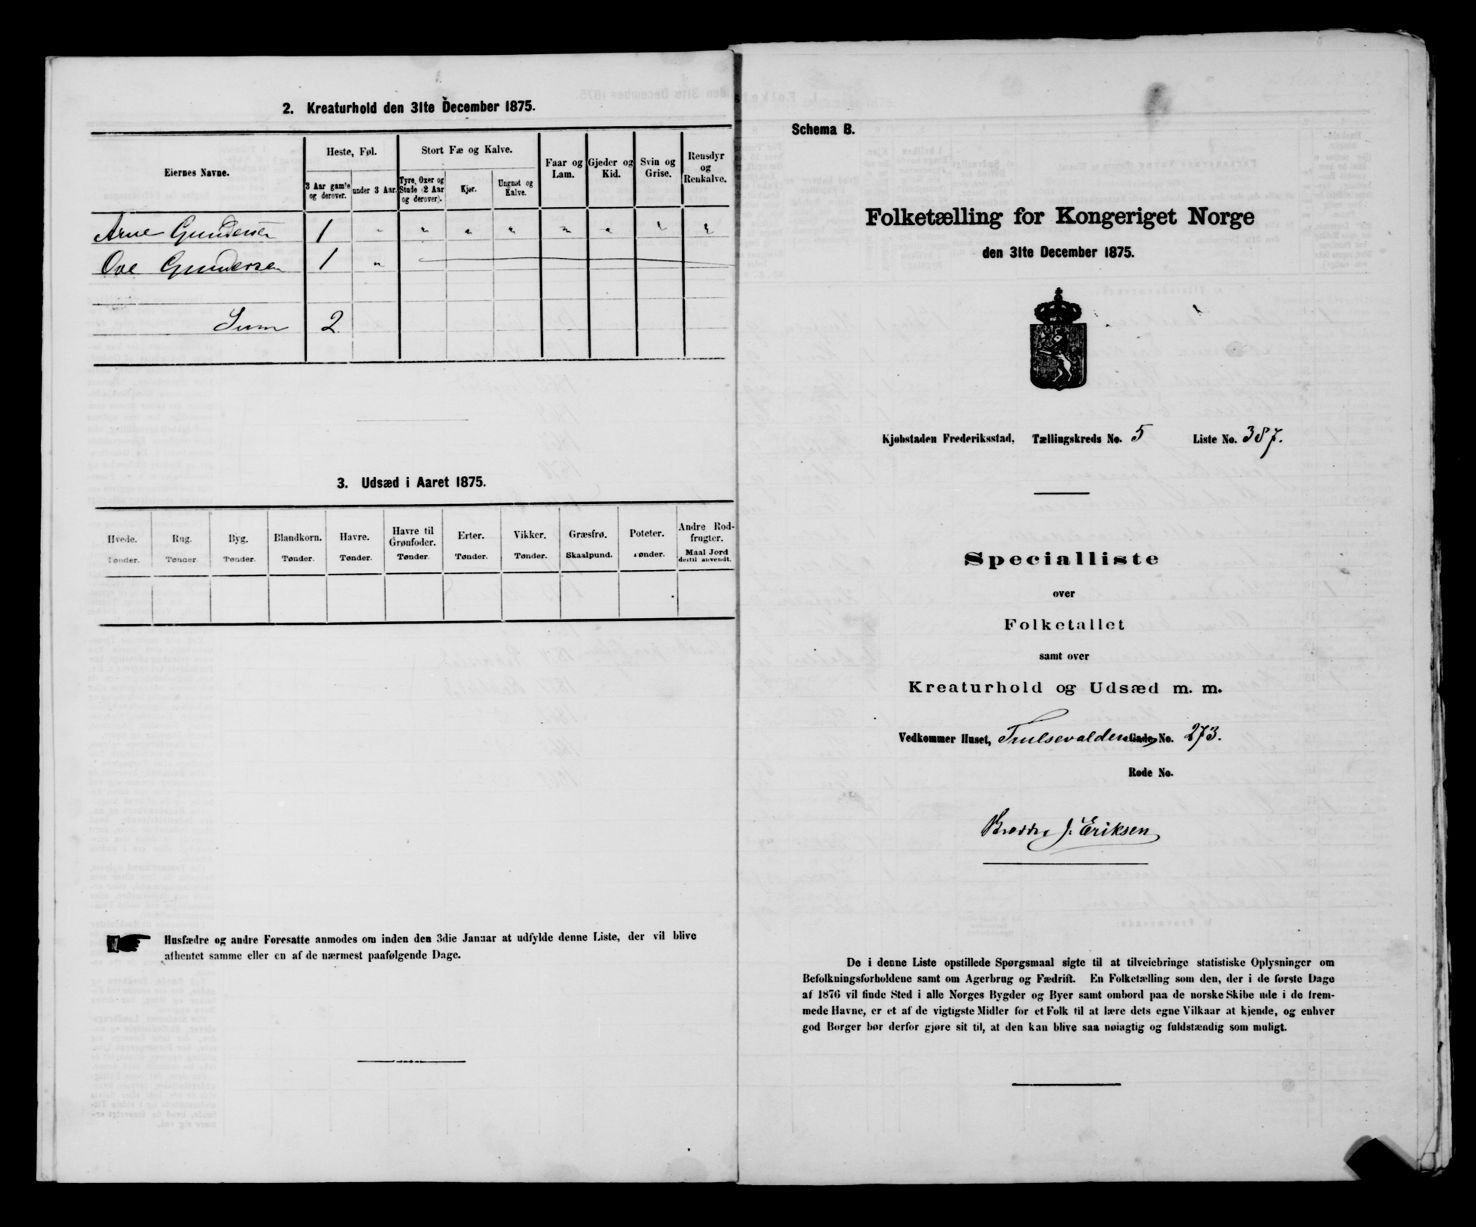 2. Kreaturhold den 31te December 1875.
Eiernes Navne.
Heste, Føl.
Stort Fæ og Kalve.
Faar og Lam.
Gjeder og Kid.
Svin og Grise.
Rensdyr og Renkalve.
3 Aar gamle og derover.
under 3 Aar.
Tyre, Oxer og Stude (2 Aar og derover).
Kjør.
Ungnød og Kalve.
Arne Gundersen 1 " " " " " " " "
Ove Gundersen 1 "
Sum 2
3. Udsæd i Aaret 1875.
Hvede. Rug. Byg. Blandkorn. Havre. Havre til Grønfoder. Erter. Vikker. Græsfrø. Poteter. Andre Rodfrugter.
Tønder. Tønder. Tønder. Tønder. Tønder. Tønder. Tønder. Tønder. Skaalpund. Tønder. Maal Jord dertil anvendt.
Husfædre og andre Foresatte anmodes om inden den 3die Januar at udfylde denne Liste, der vil blive
afhentet samme eller en af de nærmest paafølgende Dage.
Schema B.
Folketælling for Kongeriget Norge
den 31te December 1875.
Kjøbstaden Frederiksstad, Tællingskreds No. 5 Liste No. 387.
Specialliste
over
Folketallet
samt over
Kreaturhold og Udsæd m. m.
Vedkommer Huset, Trulsevalden Gade No. 273.
Rode No.
J. Eriksen
De i denne Liste opstillede Spørgsmaal sigte til at tilveiebringe statistiske Oplysninger om
Befolkningsforholdene samt om Agerbrug og Fædrift. En Folketælling som den, der i de første Dage
af 1876 vil finde Sted i alle Norges Bygder og Byer samt ombord paa de norske Skibe ude i de frem-
mede Havne, er et af de vigtigste Midler for et Folk til at lære dets egne Vilkaar at kjende, og enhver
god Borger bør derfor gjøre sit til, at den kan blive saa nøiagtig og fuldstændig som muligt.